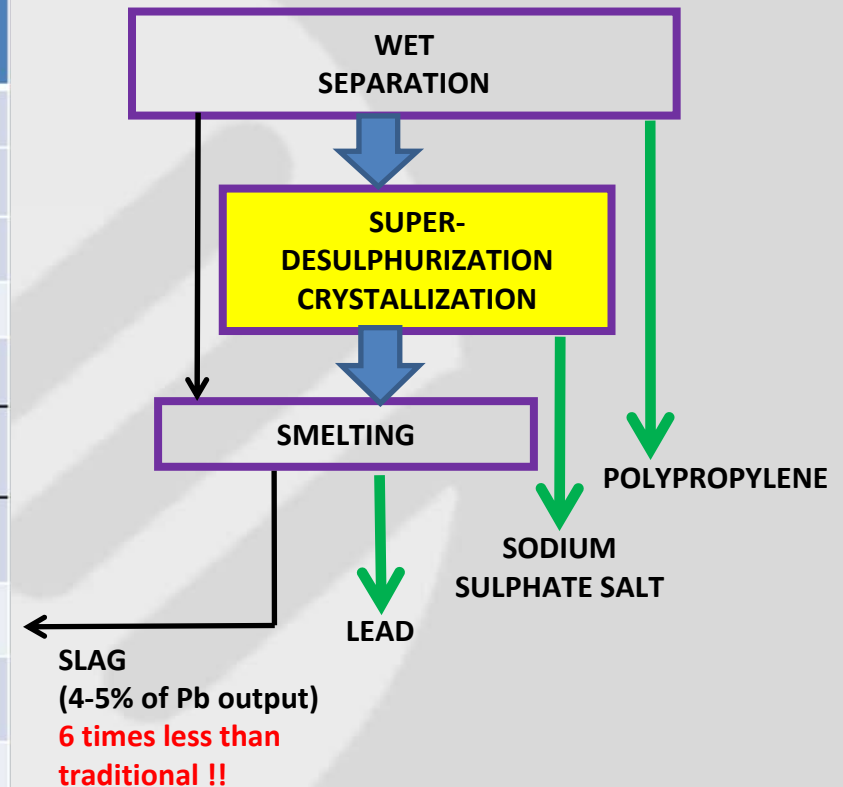 WET
SEPARATION
SUPER-
DESULPHURIZATION
CRYSTALLIZATION
SMELTING
POLYPROPYLENE
SODIUM
SULPHATE SALT
LEAD
SLAG
(4-5% of Pb output)
6 times less than
traditional !!